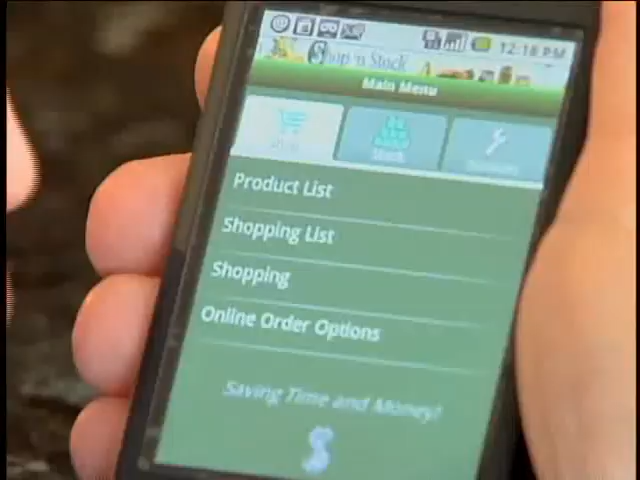 12:18 PM
Shop 'n Stock
Main Menu
Stock
Product List
Shopping List
Shopping
Online Order Options
Saving Time and Money!
S